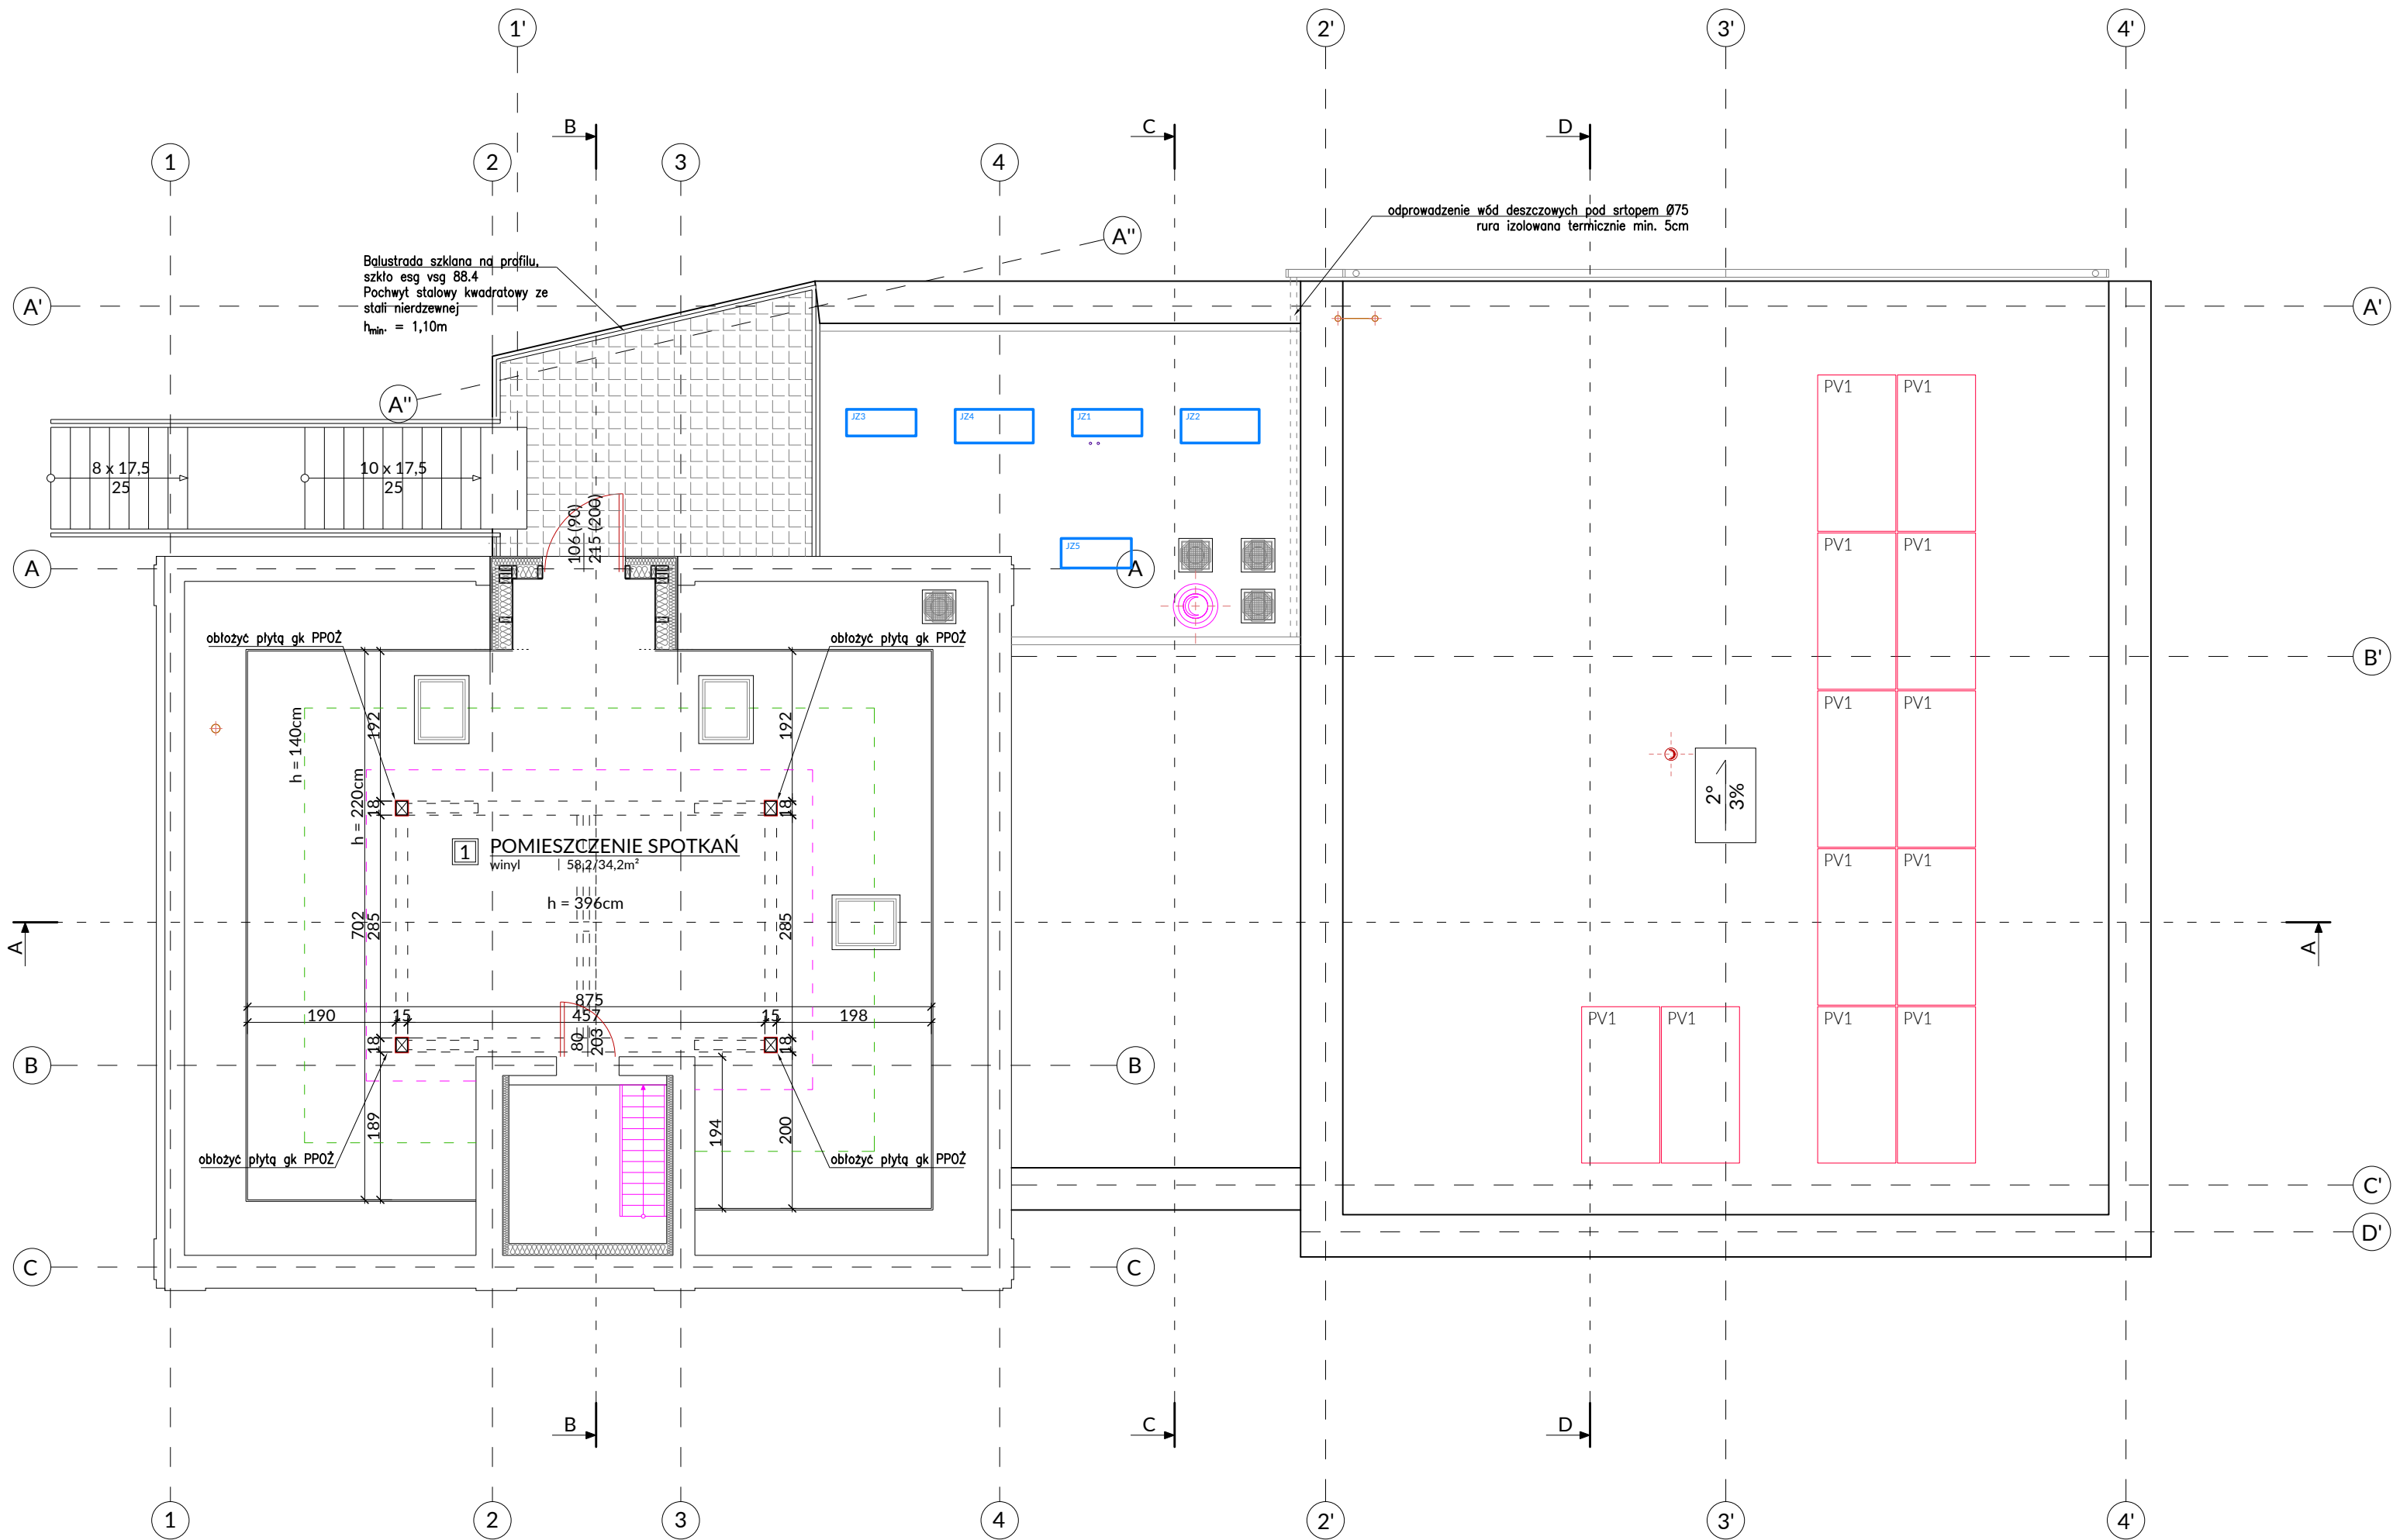 1'
2'
3'
4'
B
C
D
1
2
3
4
odprowadzenie wód deszczowych pod srtopem Ø75
rura izolowana termicznie min. 5cm
A''
Balustrada szklana na profilu,
szkło esg vsg 88.4
Pochwyt stalowy kwadratowy ze
stali nierdzewnej
hmin. = 1,10m
A'
A'
A''
PV1
PV1
JZ3
JZ4
JZ1
JZ2
8 x 17,5
25
10 x 17,5
25
106 (90)
215 (200)
JZ5
A
A
PV1
PV1
obłożyć płytą gk PPOŻ
obłożyć płytą gk PPOŻ
B'
PV1
PV1
h = 140cm
192
192
h = 220cm
18
18
2°
3%
1
POMIESZCZENIE SPOTKAŃ
winyl | 58,2/34,2m²
PV1
PV1
h = 396cm
702
285
285
A
A
875
190
15
457
15
198
PV1
PV1
PV1
PV1
18
80
203
18
B
B
189
194
200
obłożyć płytą gk PPOŻ
obłożyć płytą gk PPOŻ
C'
D'
C
C
B
C
D
1
2
3
4
2'
3'
4'